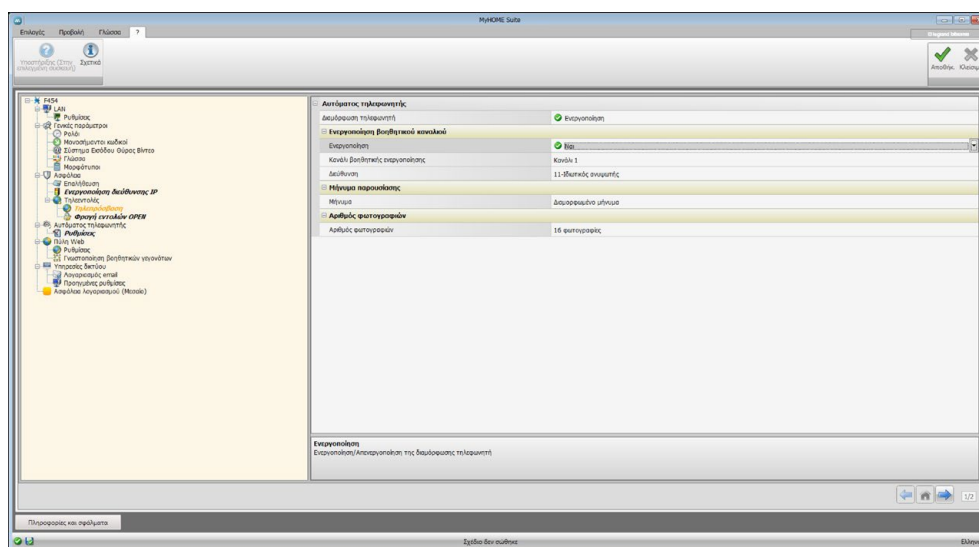 MyHOME Suite
Επιλογές Προβολή Γλώσσα ?
Υποστήριξης (Στην Σχετικά
επιλεγμένη συσκευή)
Αποθήκ. Κλείσιμ
F454
LAN
Ρυθμίσεις
Γενικές παράμετροι
Ρολόι
Μονοσήμαντοι κωδικοί
Σύστημα Εισόδου Θύρας Βίντεο
Γλώσσα
Μορφότυποι
Ασφάλεια
Επαλήθευση
Ενεργοποίηση διεύθυνσης IP
Τηλεεντολές
Τηλεπρόσβαση
Φραγή εντολών OPEN
Αυτόματος τηλεφωνητής
Ρυθμίσεις
Πύλη Web
Ρυθμίσεις
Γνωστοποίηση βοηθητικών γεγονότων
Υπηρεσίες δικτύου
Λογαριασμός email
Προηγμένες ρυθμίσεις
Ασφάλεια λογαριασμού (Μεσαία)
Αυτόματος τηλεφωνητής
Διαμόρφωση τηλεφωνητή Ενεργοποίηση
Ενεργοποίηση βοηθητικού καναλιού
Ενεργοποίηση Ναι
Κανάλι βοηθητικής ενεργοποίησης Κανάλι 1
Διεύθυνση 11-Ιδιωτικός ανυψωτής
Μήνυμα παρουσίασης
Μήνυμα Διαμορφωμένο μήνυμα
Αριθμός φωτογραφιών
Αριθμός φωτογραφιών 16 φωτογραφίες
Ενεργοποίηση
Ενεργοποίηση/Απενεργοποίηση της διαμόρφωσης τηλεφωνητή
1/2
Πληροφορίες και σφάλματα
Σχέδιο δεν σώθηκε